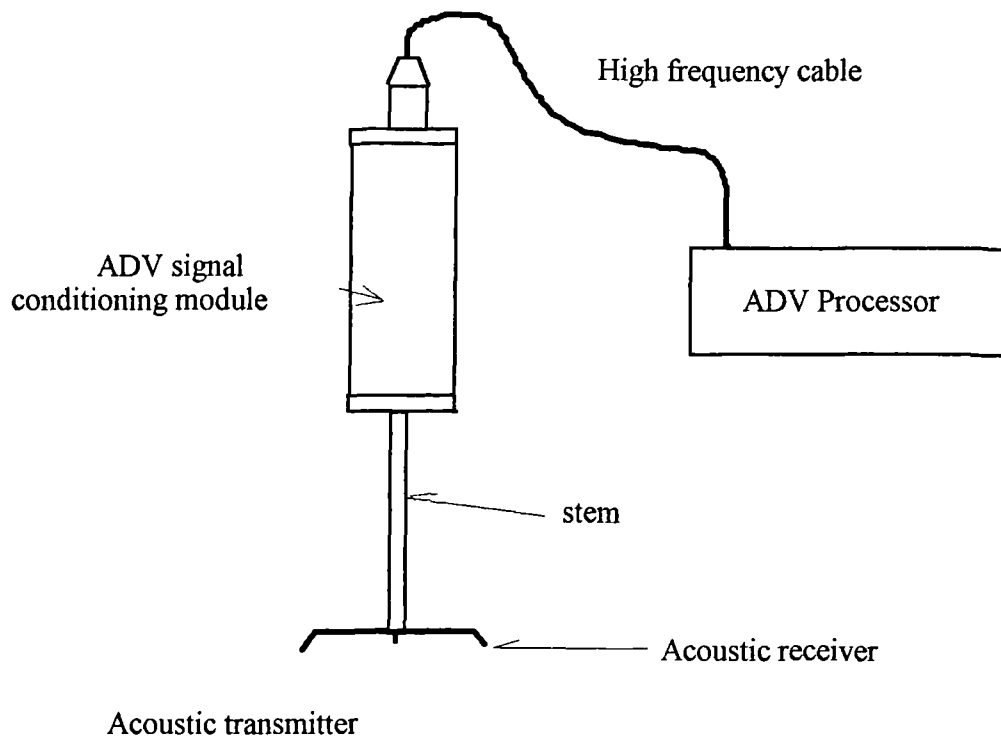 High frequency cable
ADV signal
conditioning module
ADV Processor
stem
Acoustic receiver
Acoustic transmitter